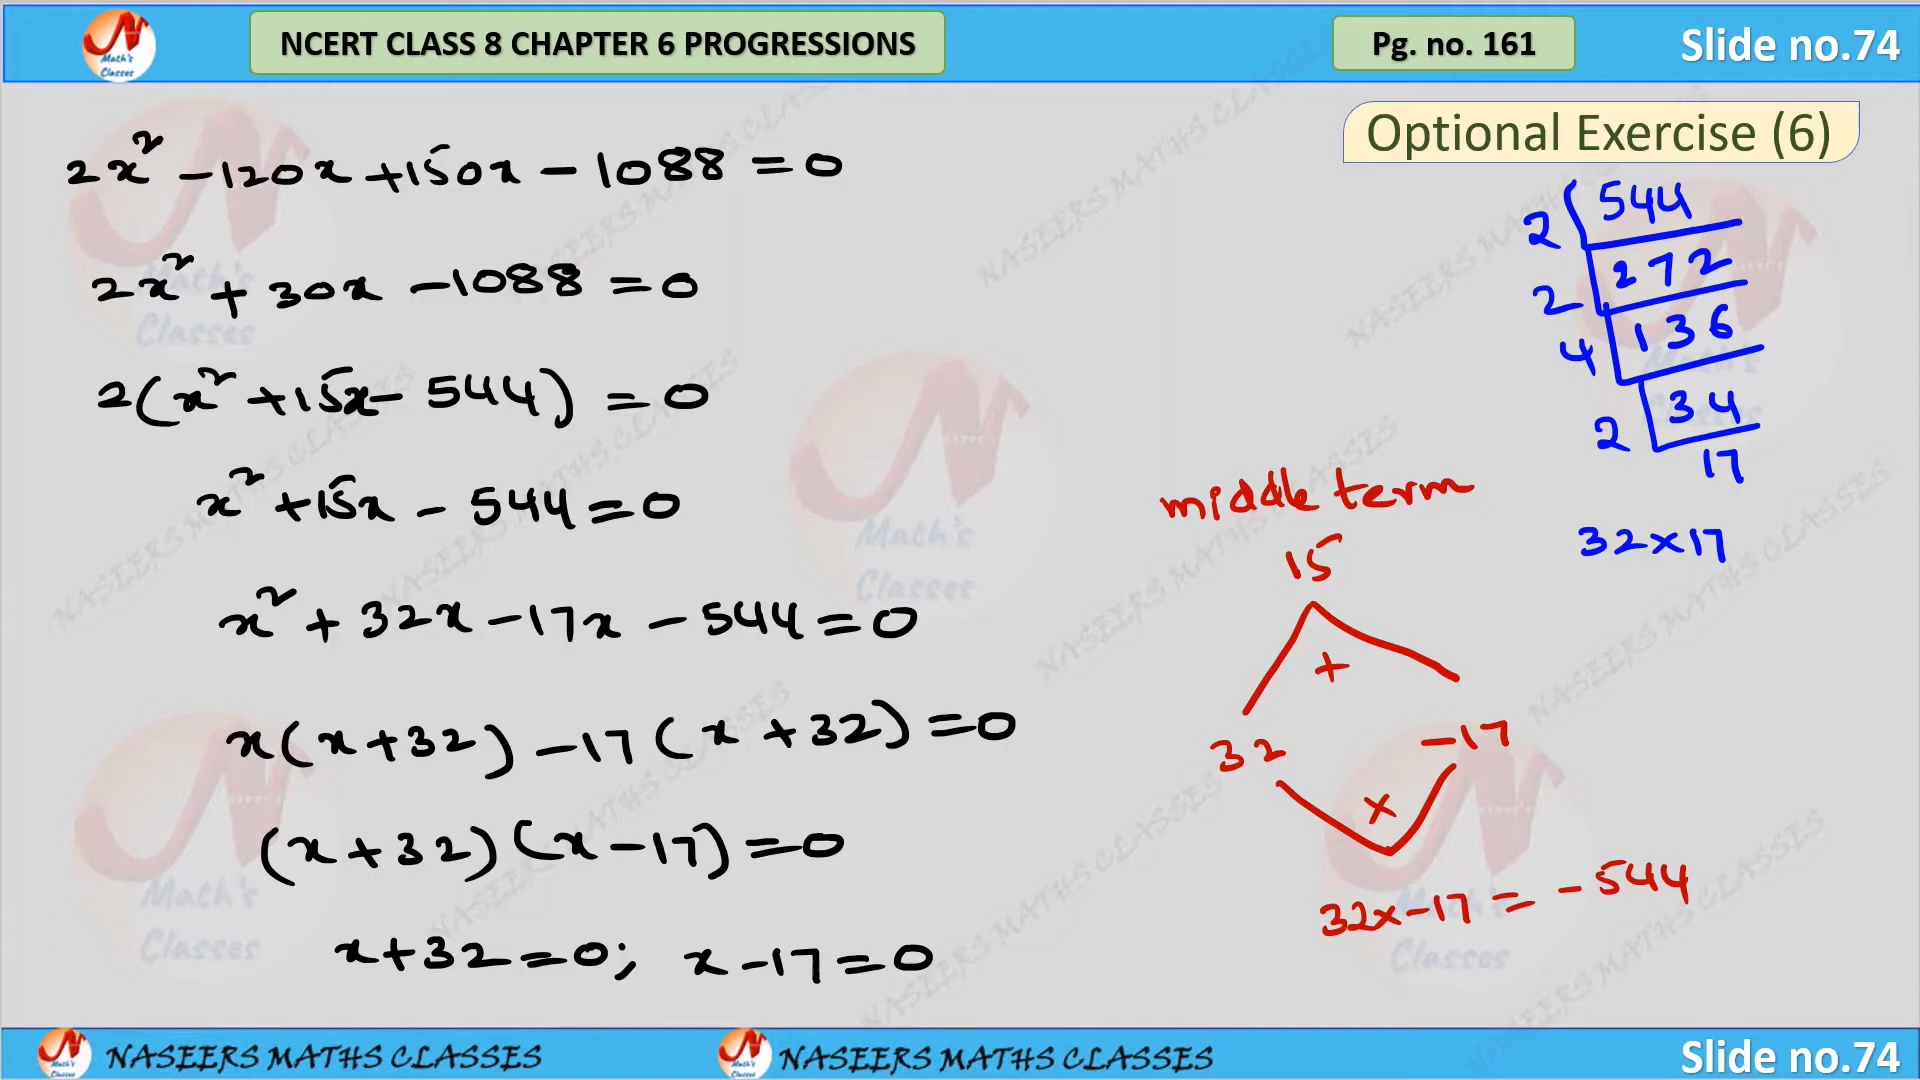 NCERT CLASS 8 CHAPTER 6 PROGRESSIONS
Pg. no. 161
Slide no.74
Math's
Classes
Optional Exercise (6)
2x² - 120x + 150x - 1088 = 0
2x² + 30x - 1088 = 0
2(x² + 15x - 544) = 0
x² + 15x - 544 = 0
x² + 32x - 17x - 544 = 0
x(x + 32) - 17(x + 32) = 0
(x + 32)(x - 17) = 0
x + 32 = 0; x - 17 = 0
2 544
2 272
4 136
2 34
17
32×17
middle term
15
+
32 -17
×
32x-17 = -544
NASEERS MATHS CLASSES
NASEERS MATHS CLASSES
Slide no.74